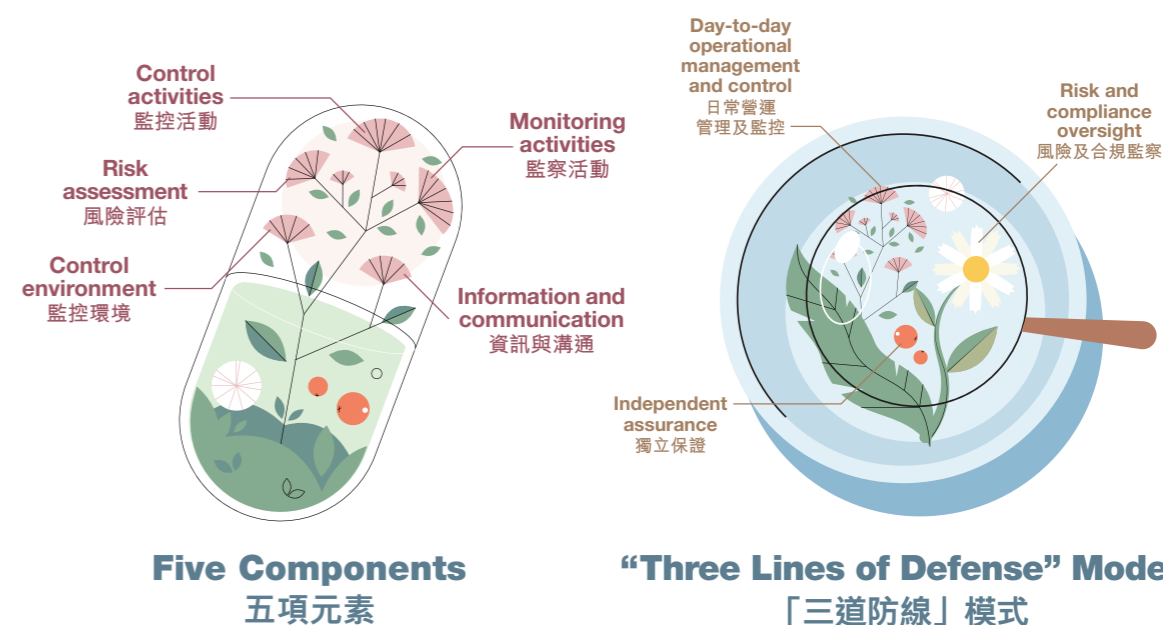 Control
activities
監控活動
Risk
assessment
風險評估
Control
environment
監控環境
Monitoring
activities
監察活動
Information and
communication
資訊與溝通
Five Components
五項元素
Day-to-day
operational
management
and control
日常營運
管理及監控
Risk and
compliance
oversight
風險及合規監察
Independent
assurance
獨立保證
“Three Lines of Defense” Mode
「三道防線」模式